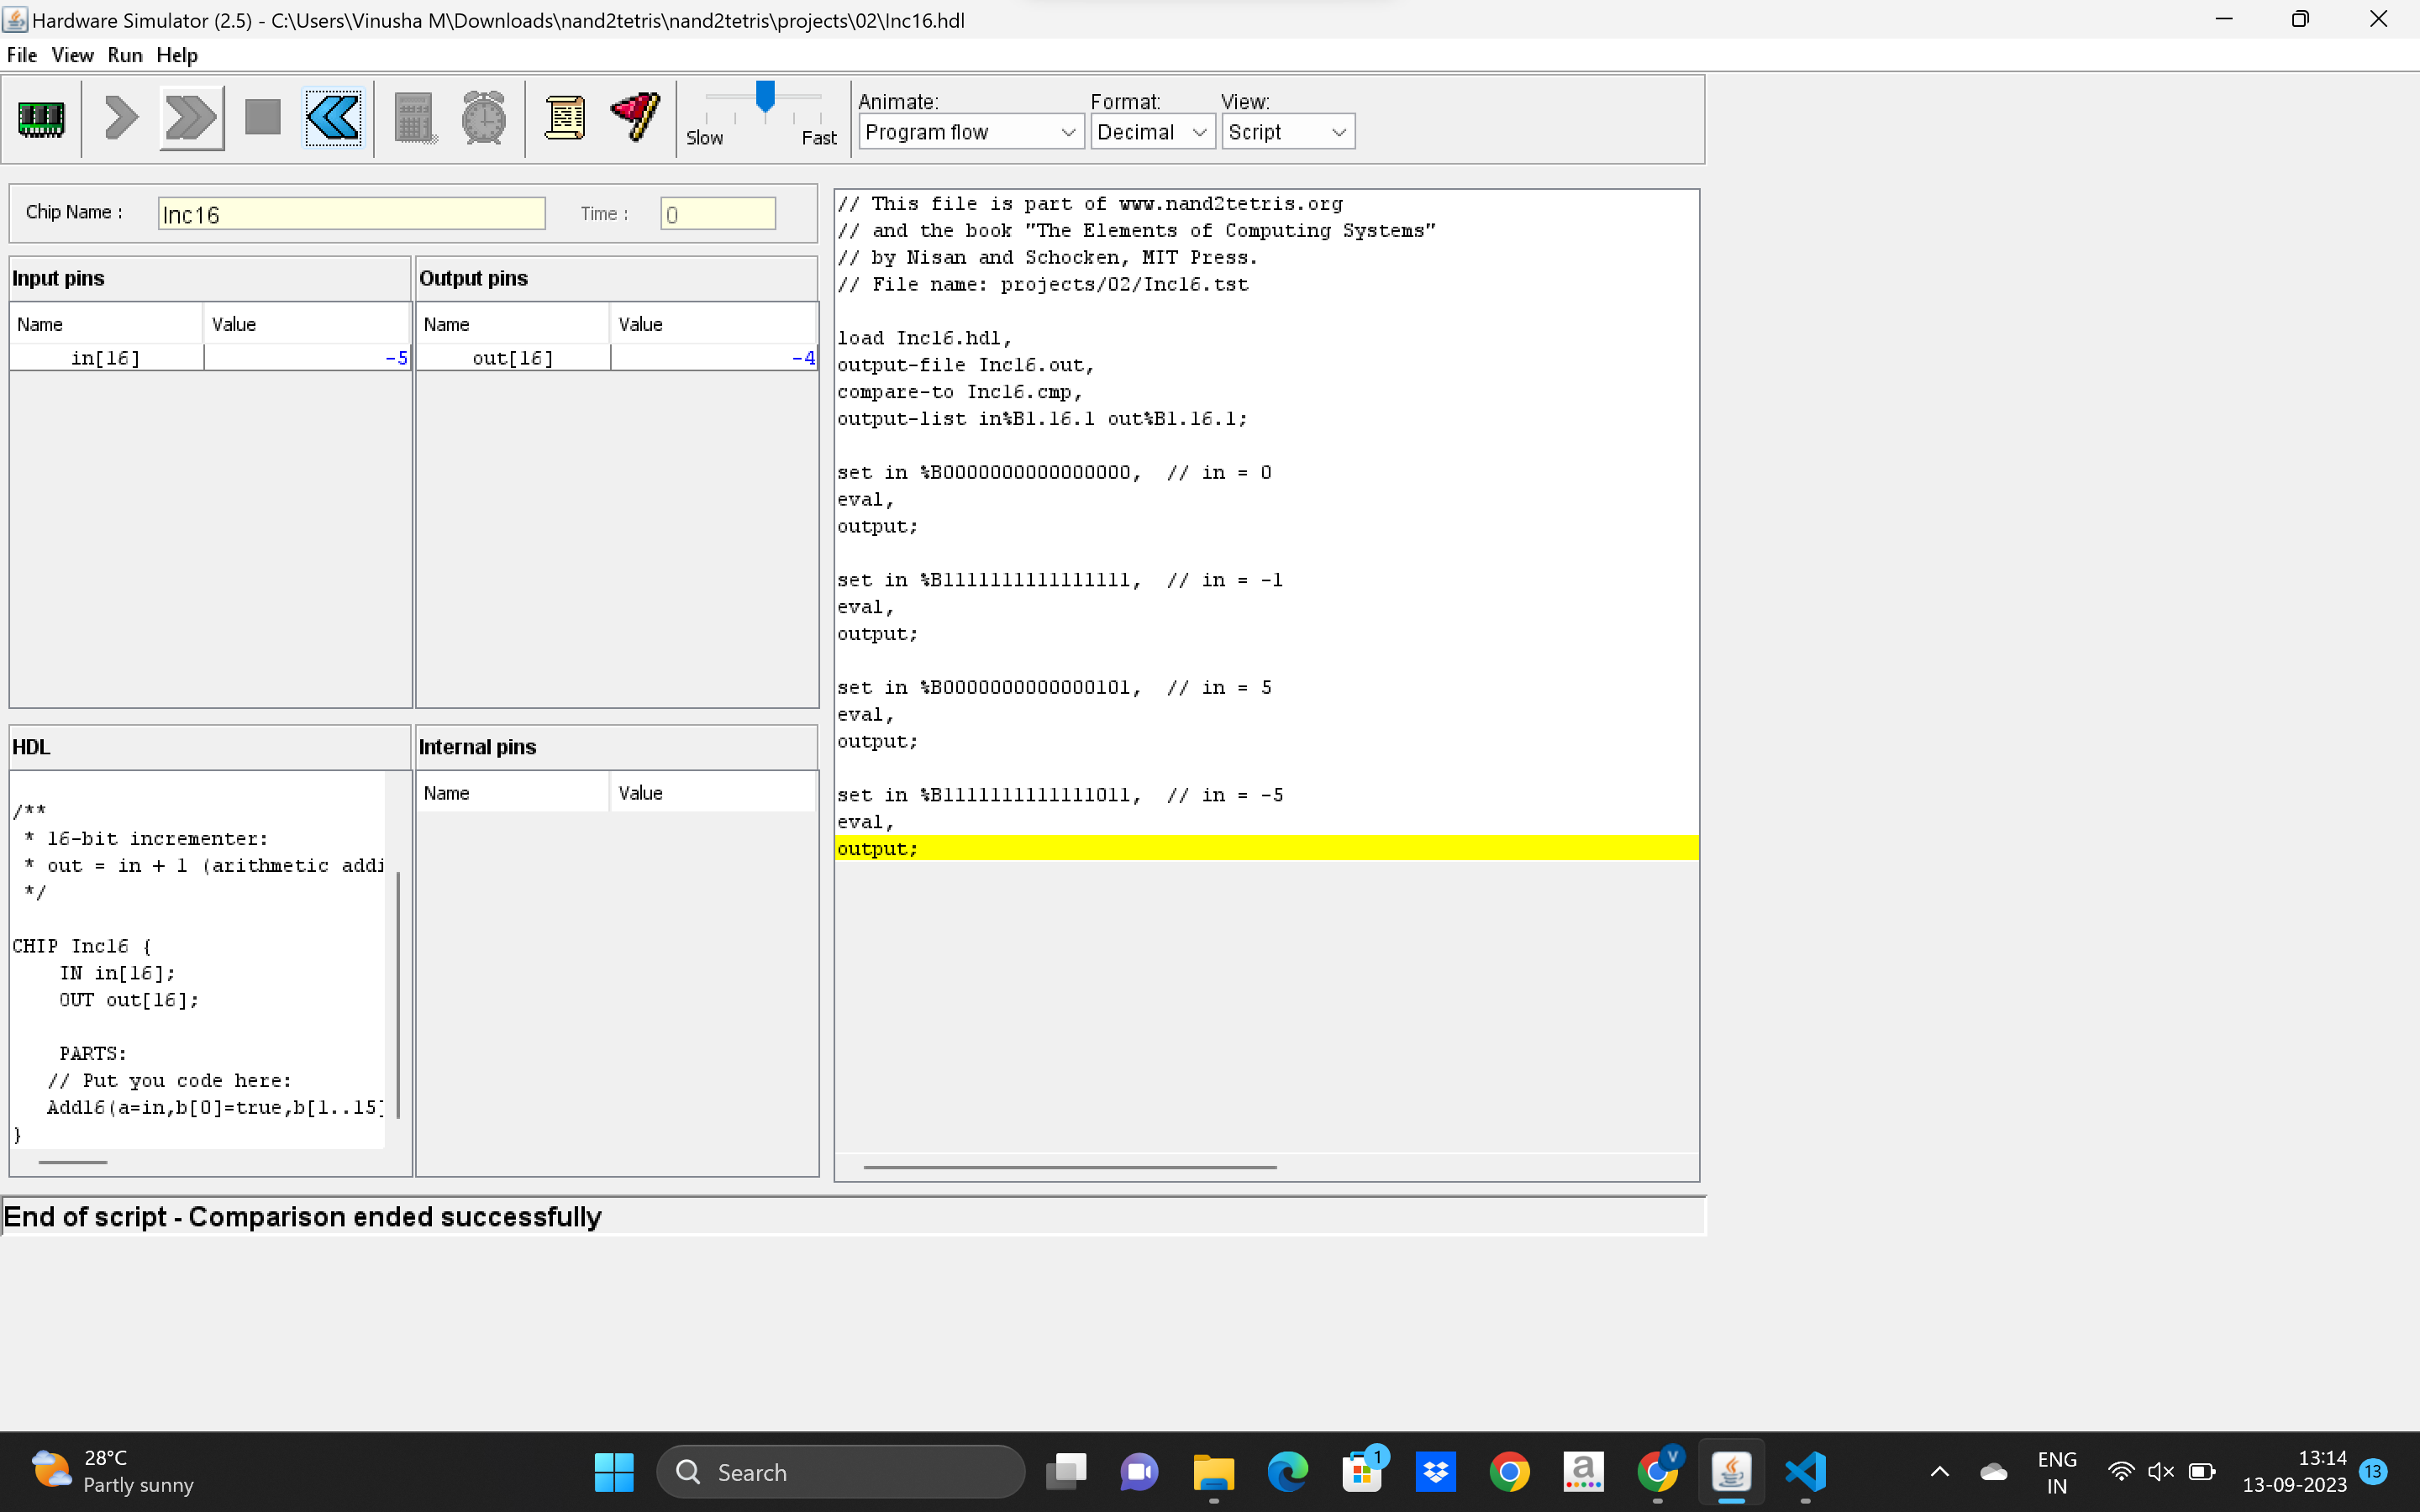 Hardware Simulator (2.5) - C:\Users\Vinusha M\Downloads\nand2tetris\nand2tetris\projects\02\Inc16.hdl
File View Run Help
Slow Fast
Animate: Format: View:
Program flow Decimal Script
Chip Name : Inc16 Time : 0
Input pins
Name Value
in[16] -5
Output pins
Name Value
out[16] -4
HDL
/**
* 16-bit incrementer:
* out = in + 1 (arithmetic addi
*/
CHIP Inc16 {
IN in[16];
OUT out[16];
PARTS:
// Put you code here:
Add16(a=in,b[0]=true,b[1..15]
}
Internal pins
Name Value
// This file is part of www.nand2tetris.org
// and the book "The Elements of Computing Systems"
// by Nisan and Schocken, MIT Press.
// File name: projects/02/Inc16.tst
load Inc16.hdl,
output-file Inc16.out,
compare-to Inc16.cmp,
output-list in%B1.16.1 out%B1.16.1;
set in %B0000000000000000,  // in = 0
eval,
output;
set in %B1111111111111111,  // in = -1
eval,
output;
set in %B0000000000000101,  // in = 5
eval,
output;
set in %B1111111111111011,  // in = -5
eval,
output;
End of script - Comparison ended successfully
28°C
Partly sunny
Search
a
1
V
ENG
IN
13:14
13-09-2023
13